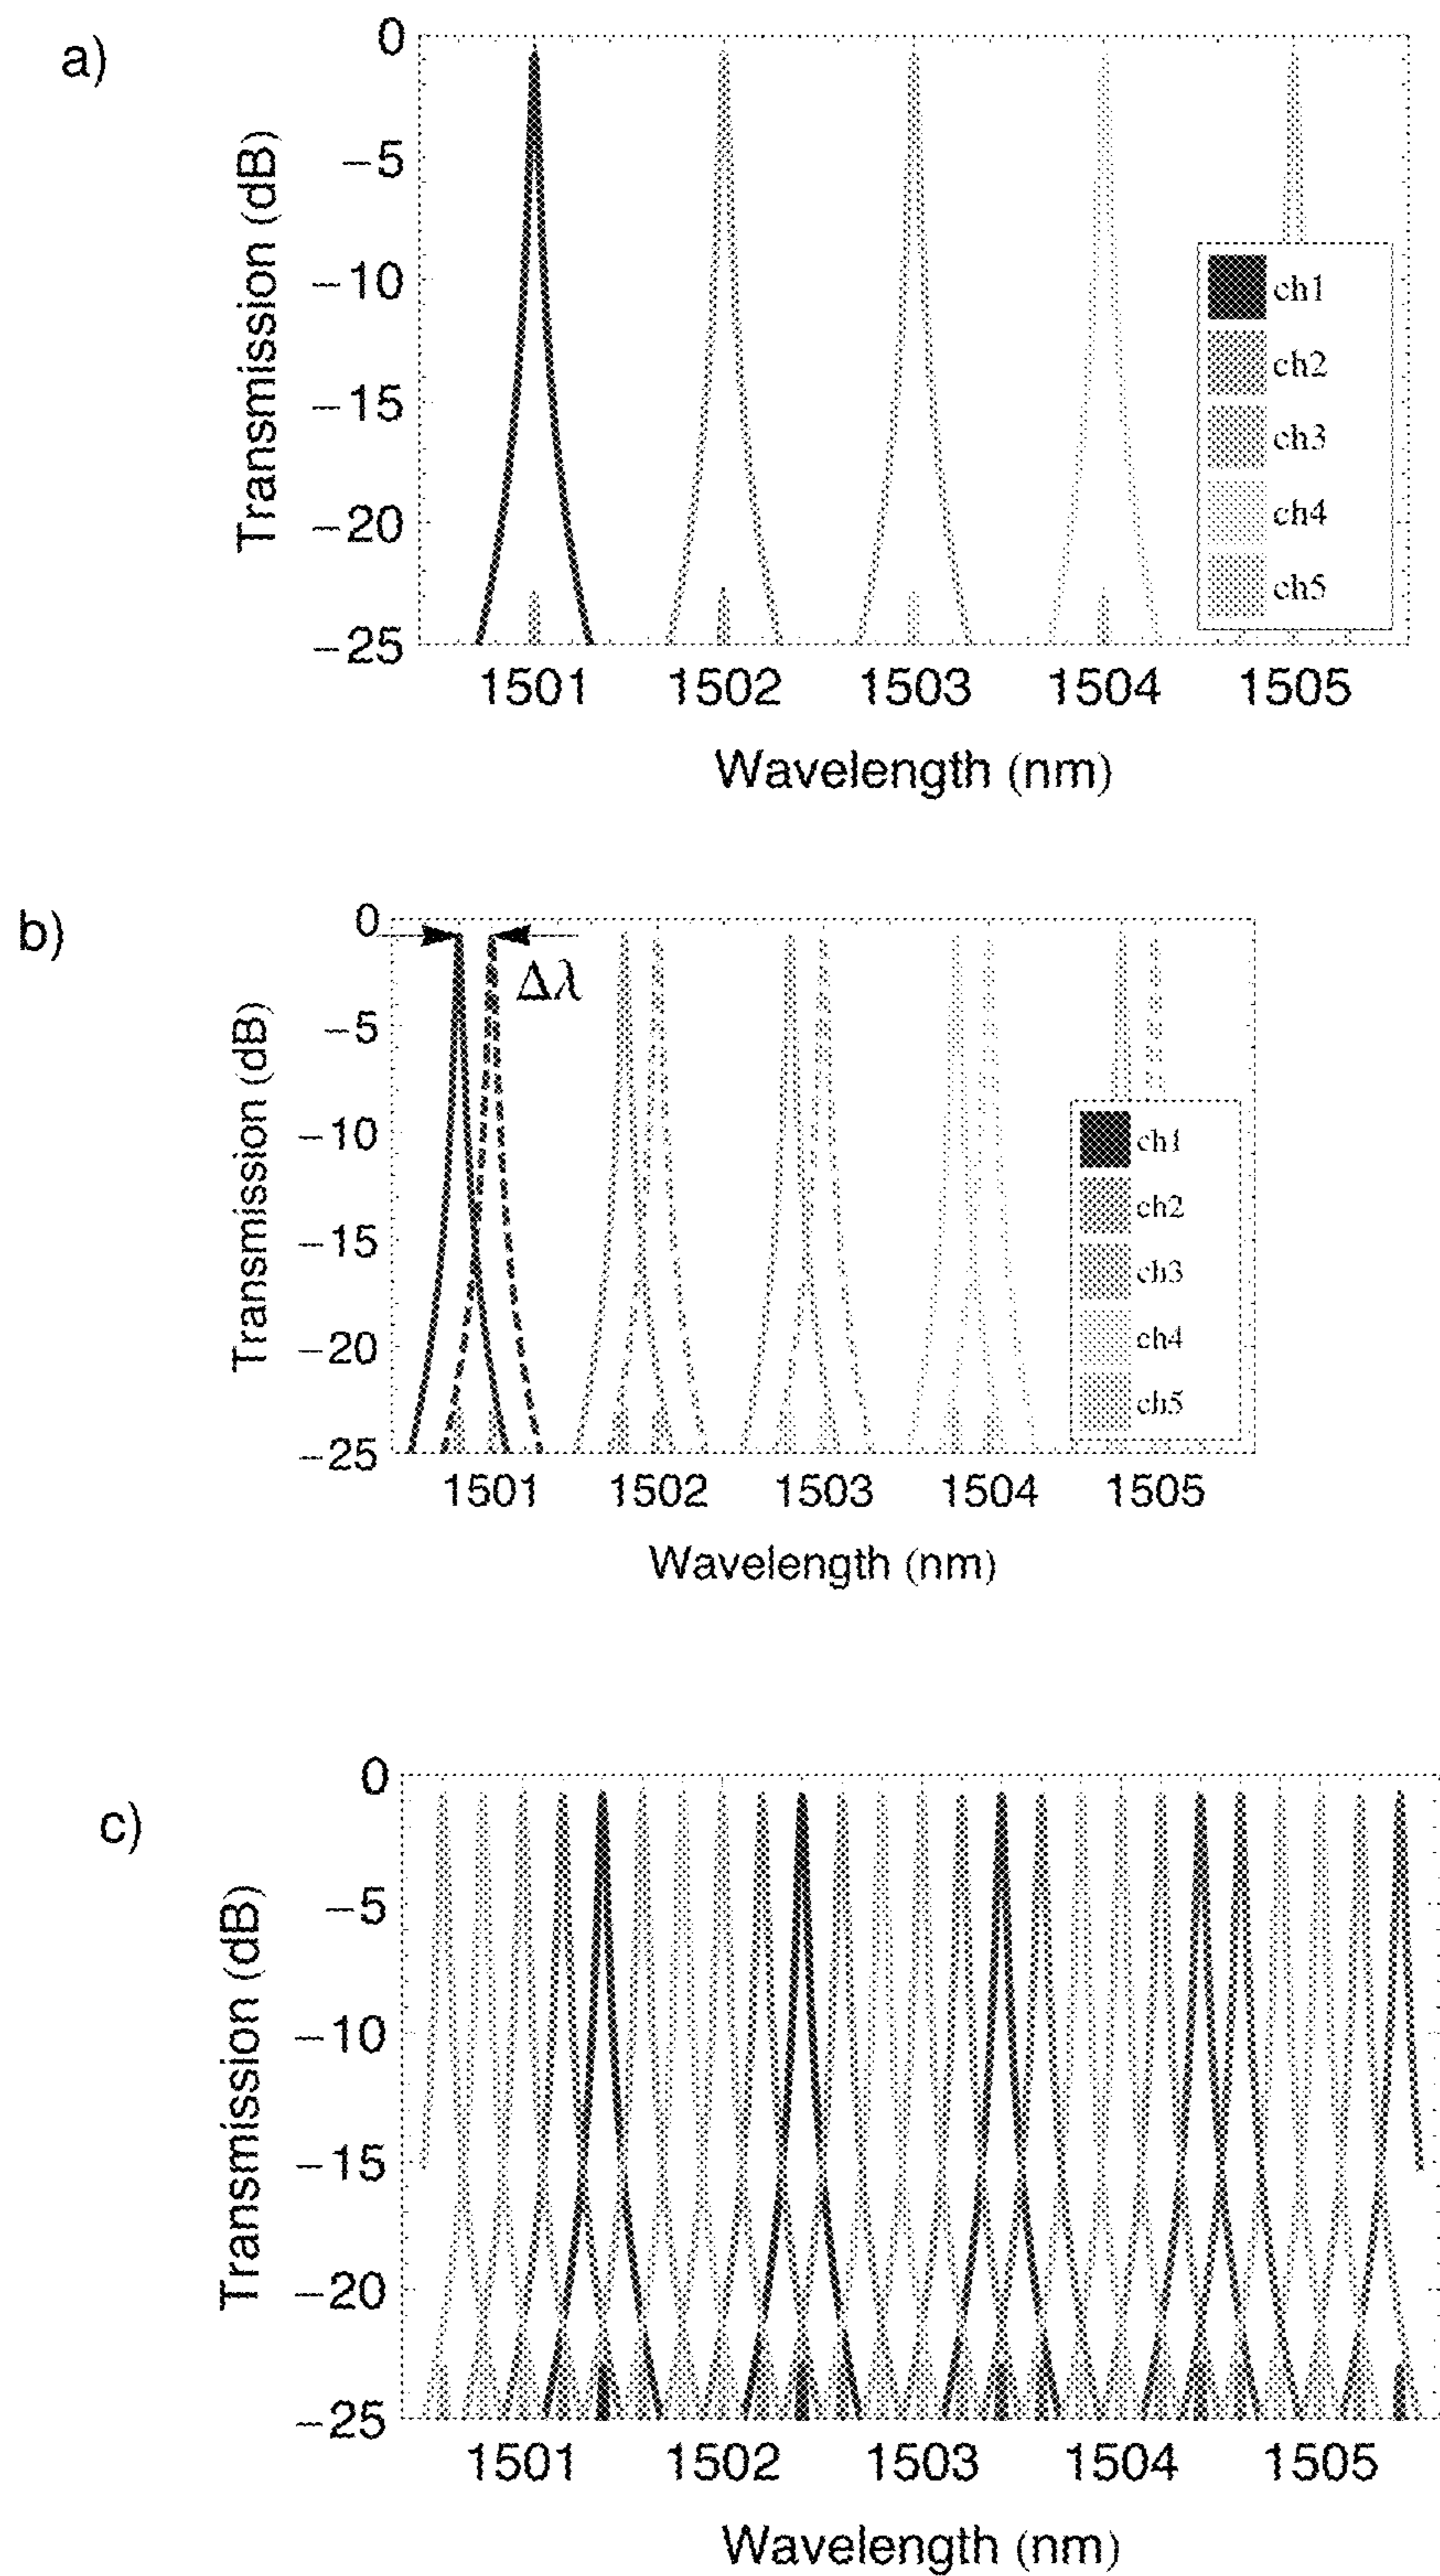 a)
Transmission (dB)
0
−5
−10
−15
−20
−25
ch1
ch2
ch3
ch4
ch5
1501 1502 1503 1504 1505
Wavelength (nm)
b)
Transmission (dB)
0
−5
−10
−15
−20
−25
Δλ
ch1
ch2
ch3
ch4
ch5
1501 1502 1503 1504 1505
Wavelength (nm)
c)
Transmission (dB)
0
−5
−10
−15
−20
−25
1501 1502 1503 1504 1505
Wavelength (nm)